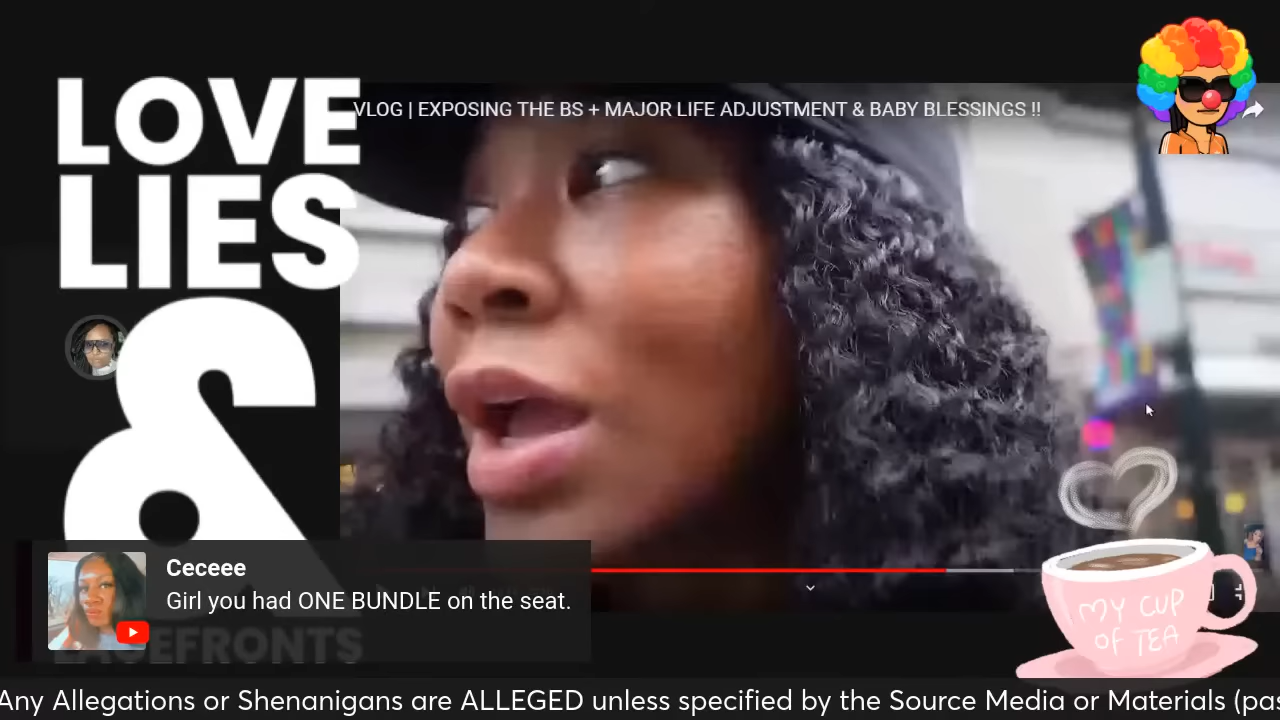 LOVE
LIES
&
LACEFRONTS
VLOG | EXPOSING THE BS + MAJOR LIFE ADJUSTMENT & BABY BLESSINGS !!
Ceceee
Girl you had ONE BUNDLE on the seat.
MY CUP
OF TEA
Any Allegations or Shenanigans are ALLEGED unless specified by the Source Media or Materials (pas